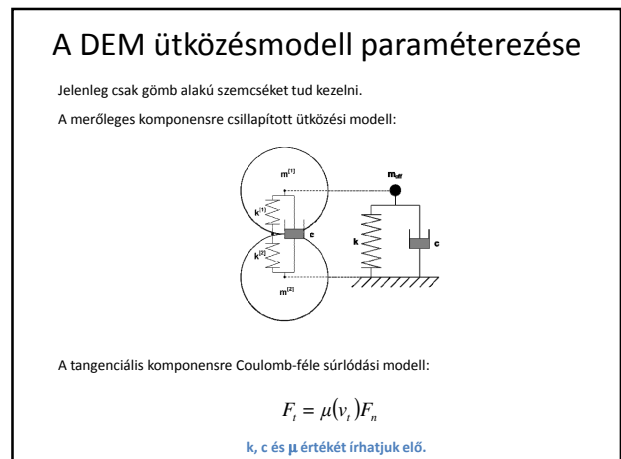 A DEM ütközésmodell paraméterezése
Jelenleg csak gömb alakú szemcséket tud kezelni.
A merőleges komponensre csillapított ütközési modell:
m[1]
m_eff
k[1]
c
k
c
k[2]
m[2]
A tangenciális komponensre Coulomb-féle súrlódási modell:
F_t = μ(v_t)F_n
k, c és μ értékét írhatjuk elő.